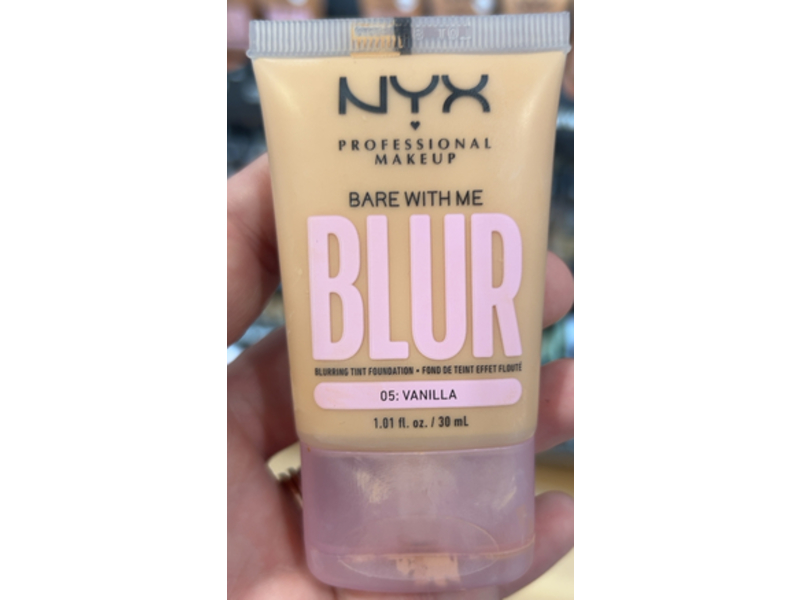 NYX
PROFESSIONAL
MAKEUP
BARE WITH ME
BLUR
BLURRING TINT FOUNDATION • FOND DE TEINT EFFET FLOUTÉ
05: VANILLA
1.01 fl. oz. / 30 mL